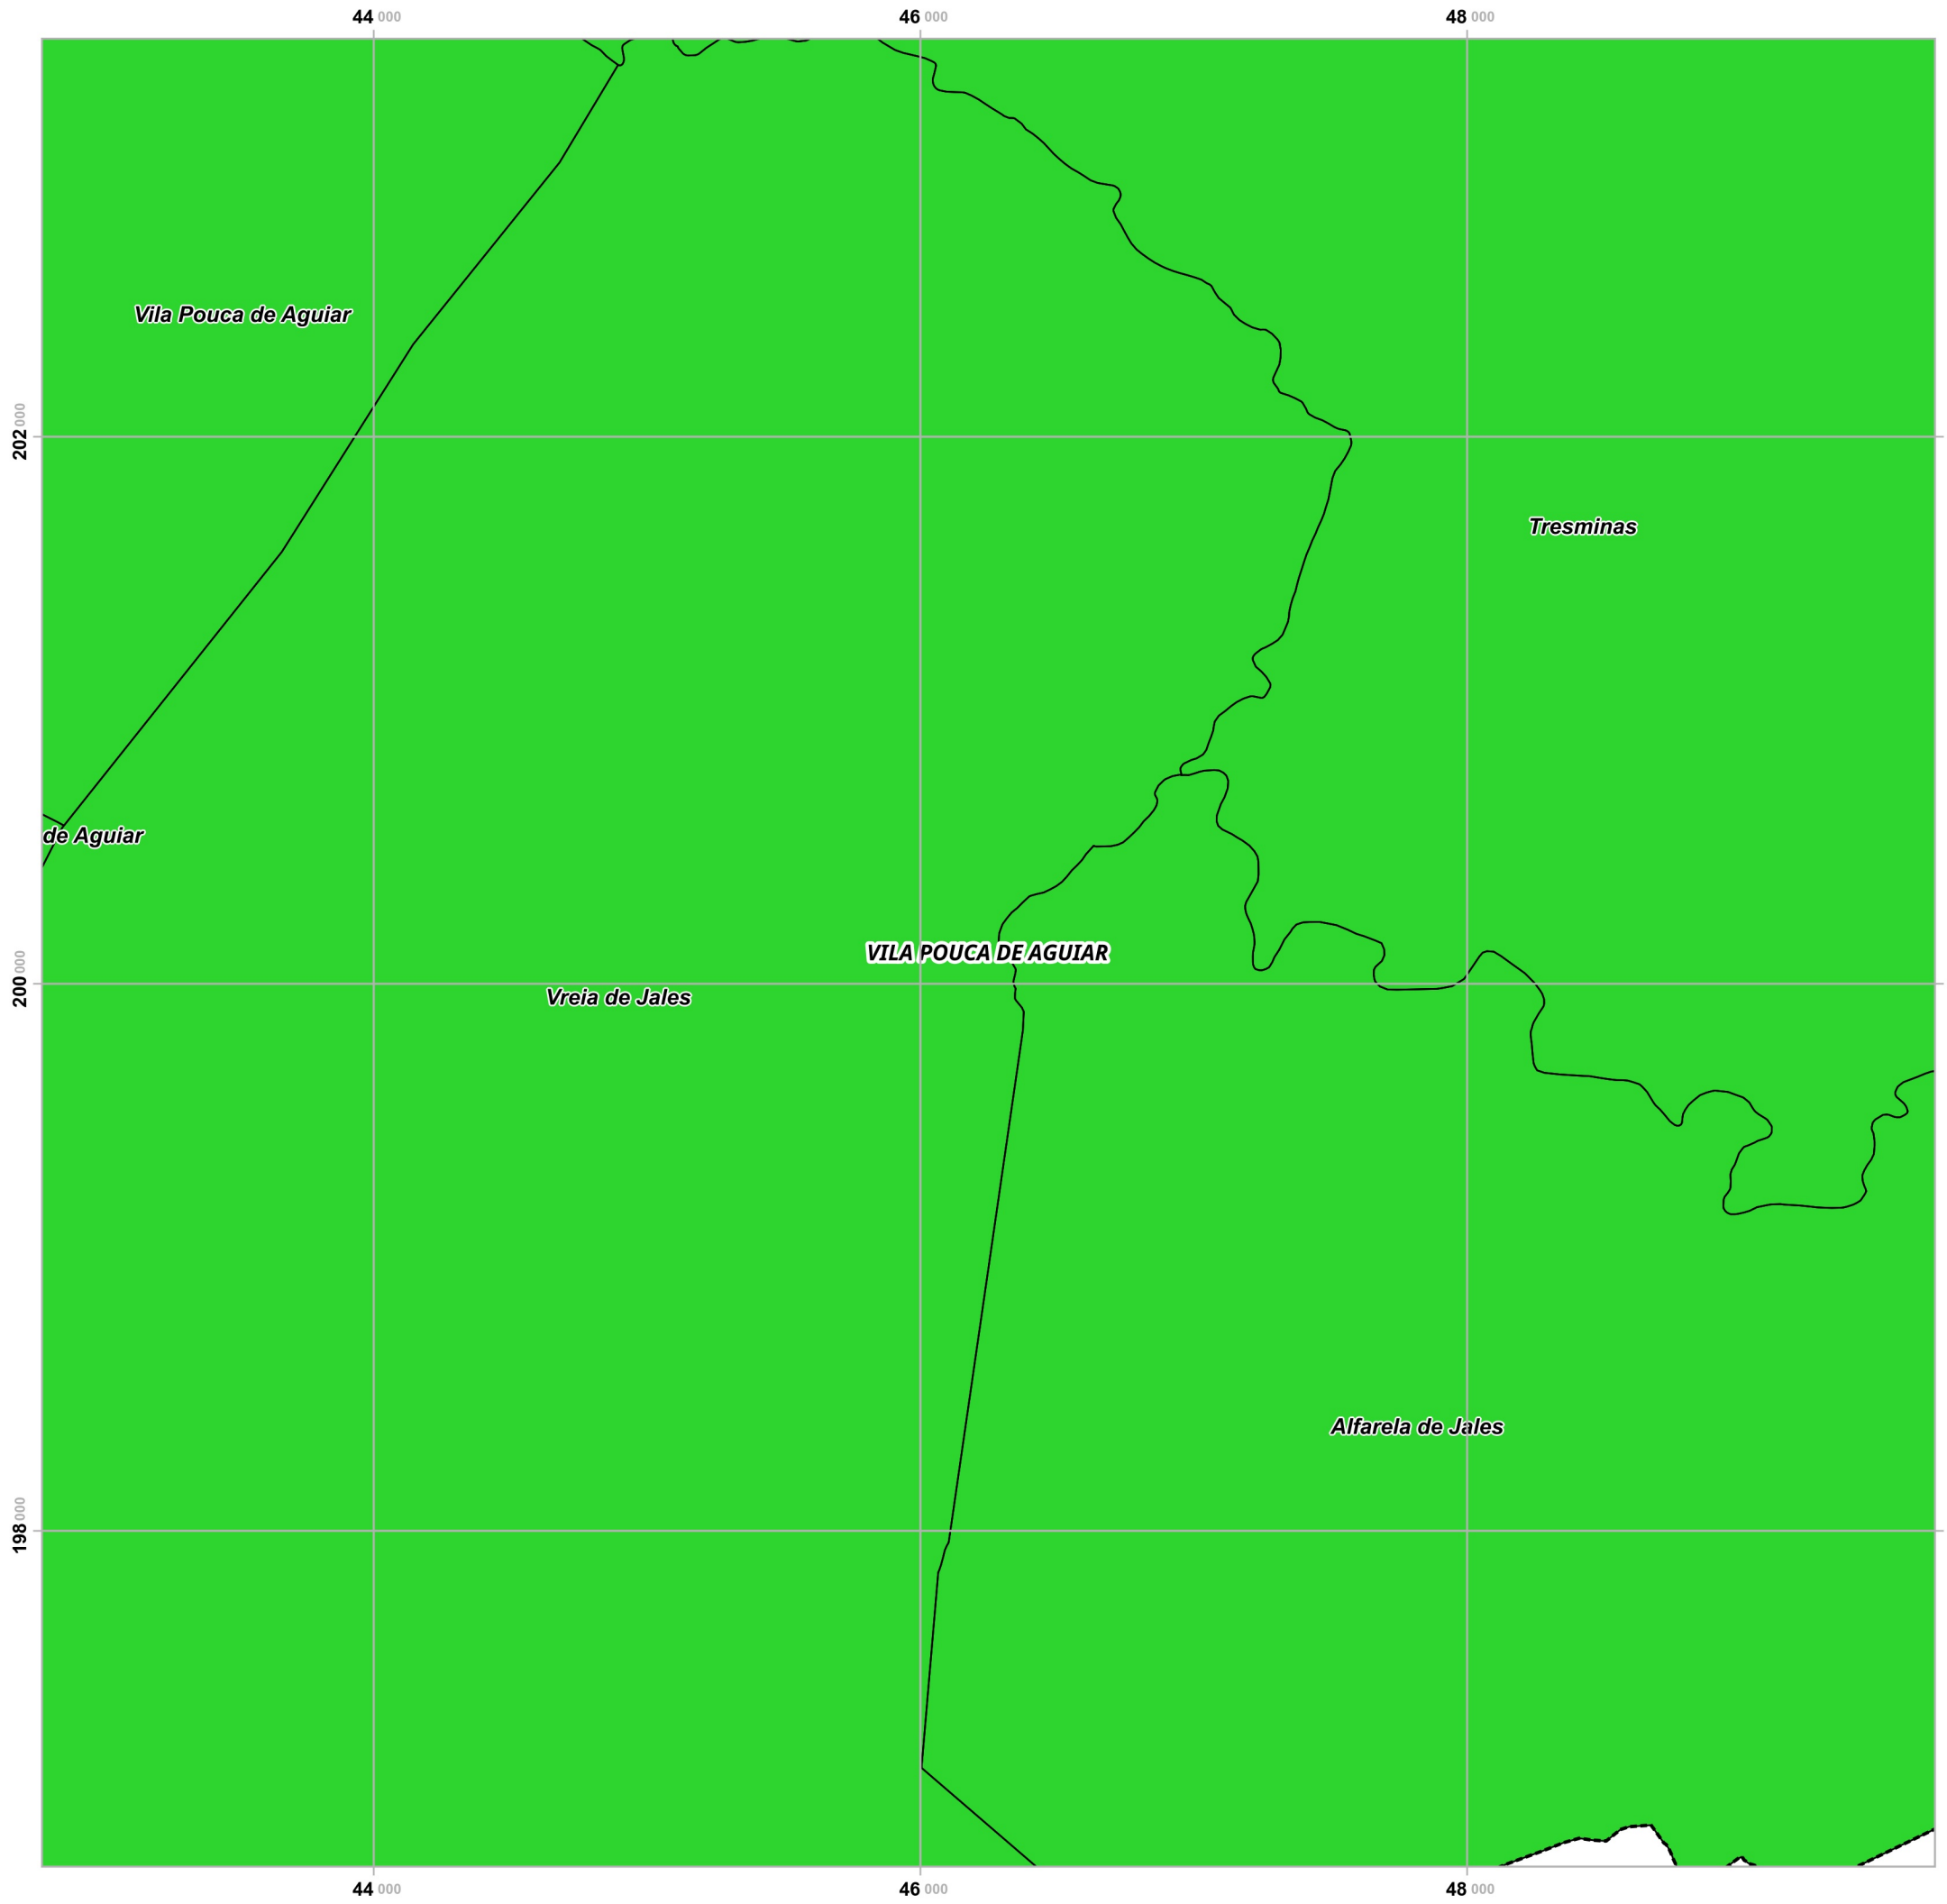 44 000
46 000
48 000
Vila Pouca de Aguiar
202 000
Tresminas
de Aguiar
VILA POUCA DE AGUIAR
200 000
Vreia de Jales
Alfarela de Jales
198 000
44 000
46 000
48 000